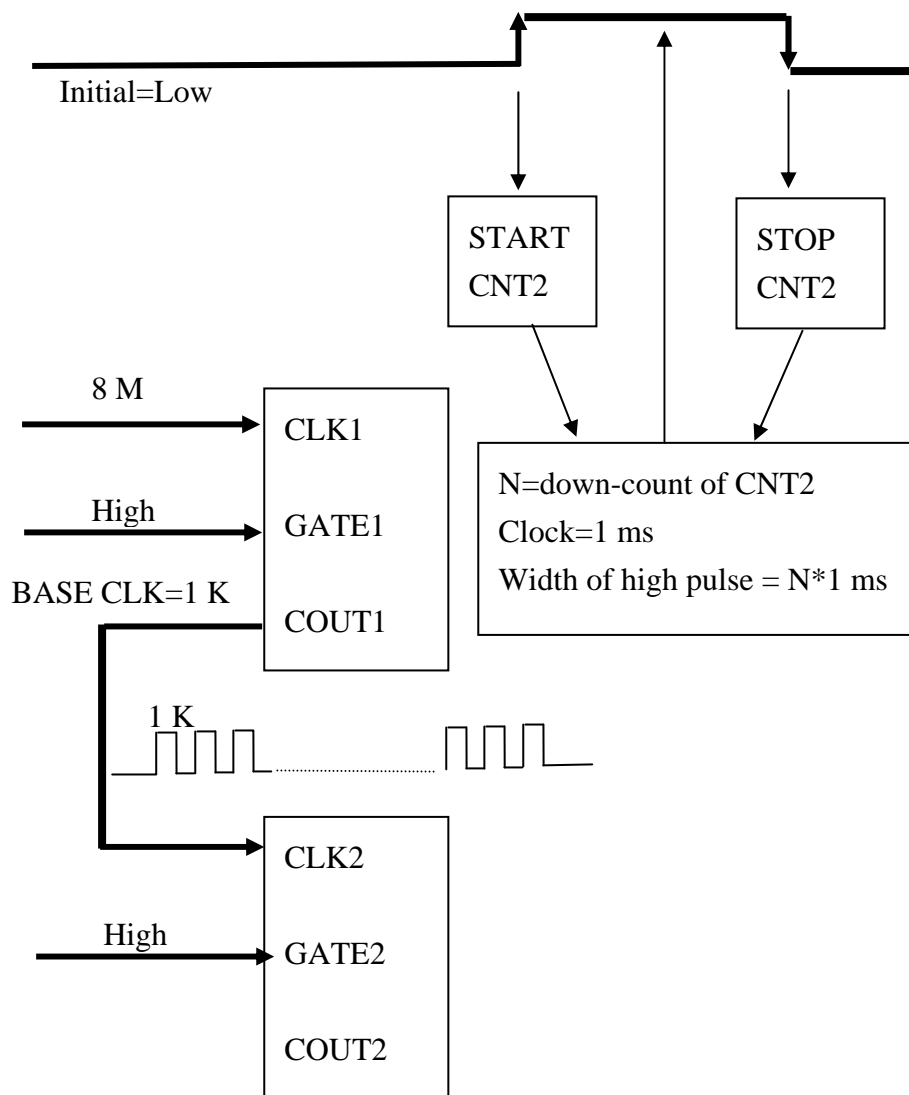 Initial=Low
START
CNT2
STOP
CNT2
8 M
CLK1
High
GATE1
BASE CLK=1 K
COUT1
N=down-count of CNT2
Clock=1 ms
Width of high pulse = N*1 ms
1 K
CLK2
High
GATE2
COUT2